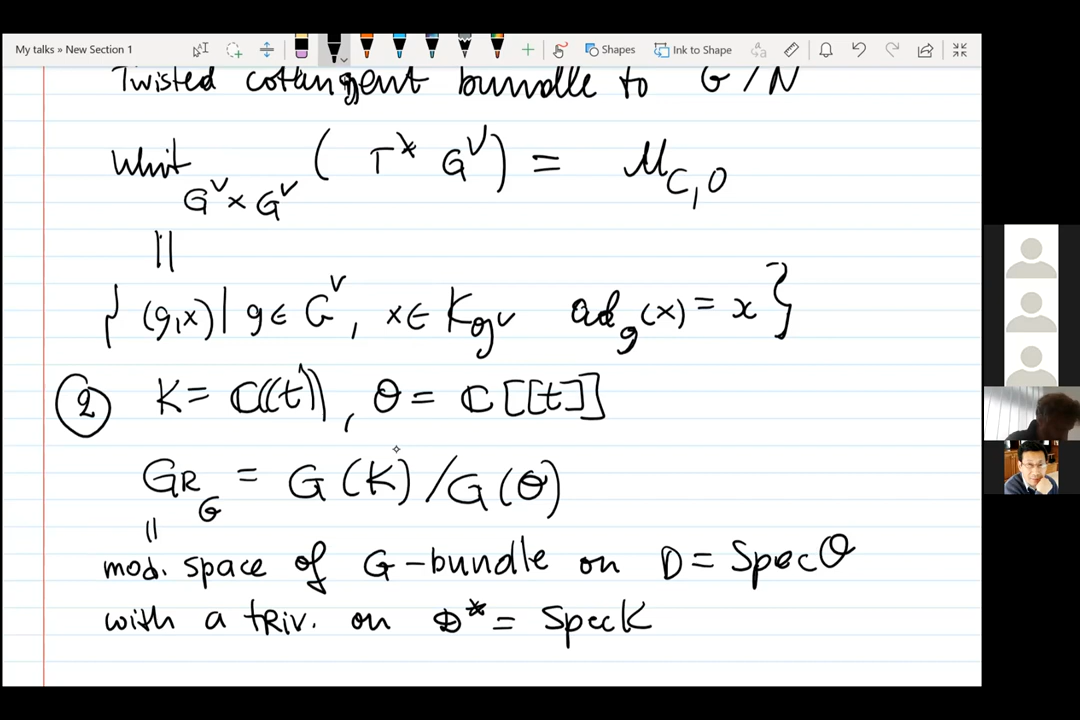 My talks » New Section 1
Shapes
Ink to Shape
Twisted cotangent bundle to G/N
Whit_{G^∨×G^∨} (T* G^∨) = M_{C,0}
||
{(g,x)| g∈G^∨, x∈K_{g^∨} ad_g(x) = x}
② K = ℂ((t)), O = ℂ[[t]]
GR_G = G(K)/G(O)
||
mod. space of G-bundle on D = Spec O
with a TRiv. on D* = Spec K